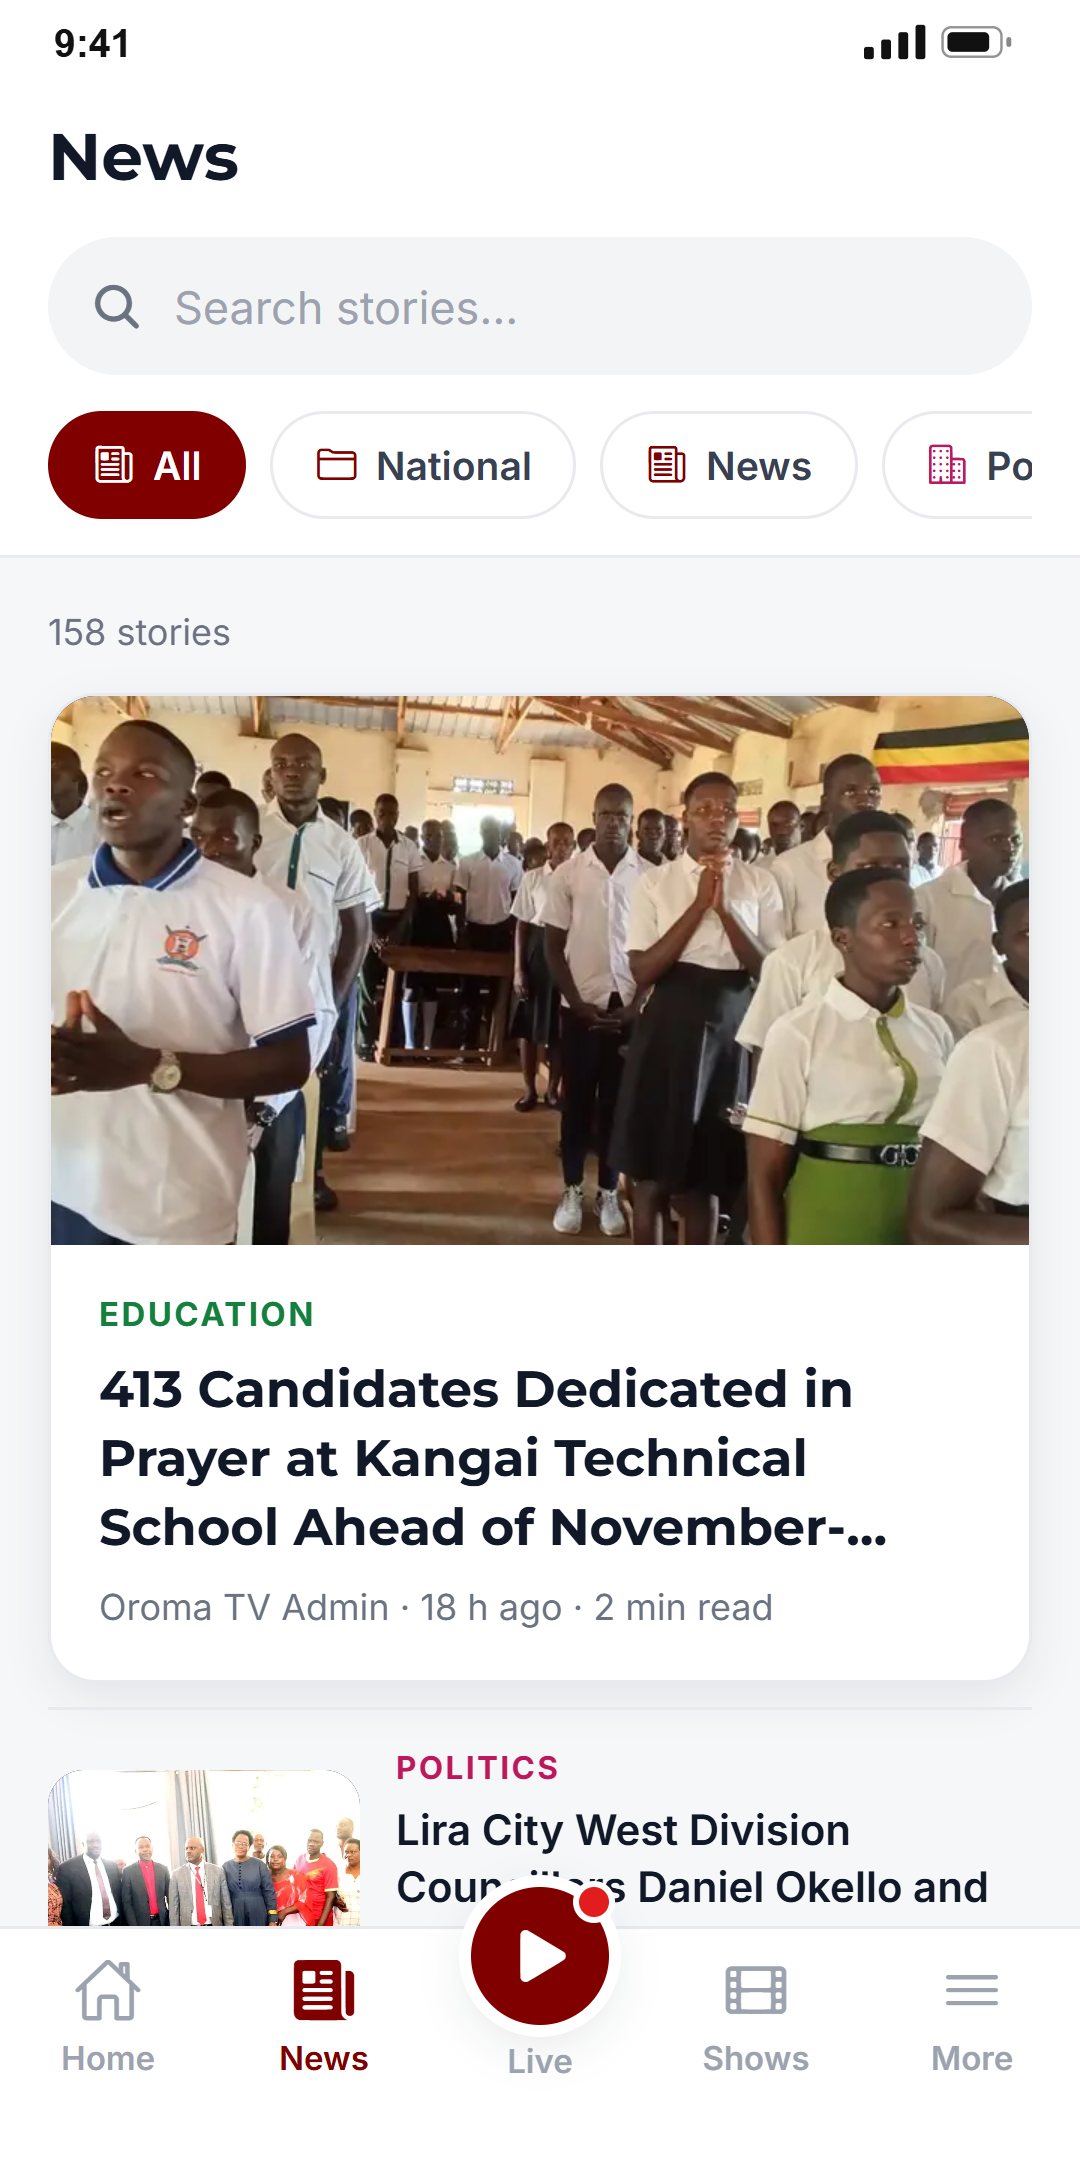 9:41
News
Search stories...
All
National
News
Po
158 stories
EDUCATION
413 Candidates Dedicated in
Prayer at Kangai Technical
School Ahead of November-...
Oroma TV Admin · 18 h ago · 2 min read
POLITICS
Lira City West Division
Daniel Okello and
Home
News
Live
Shows
More